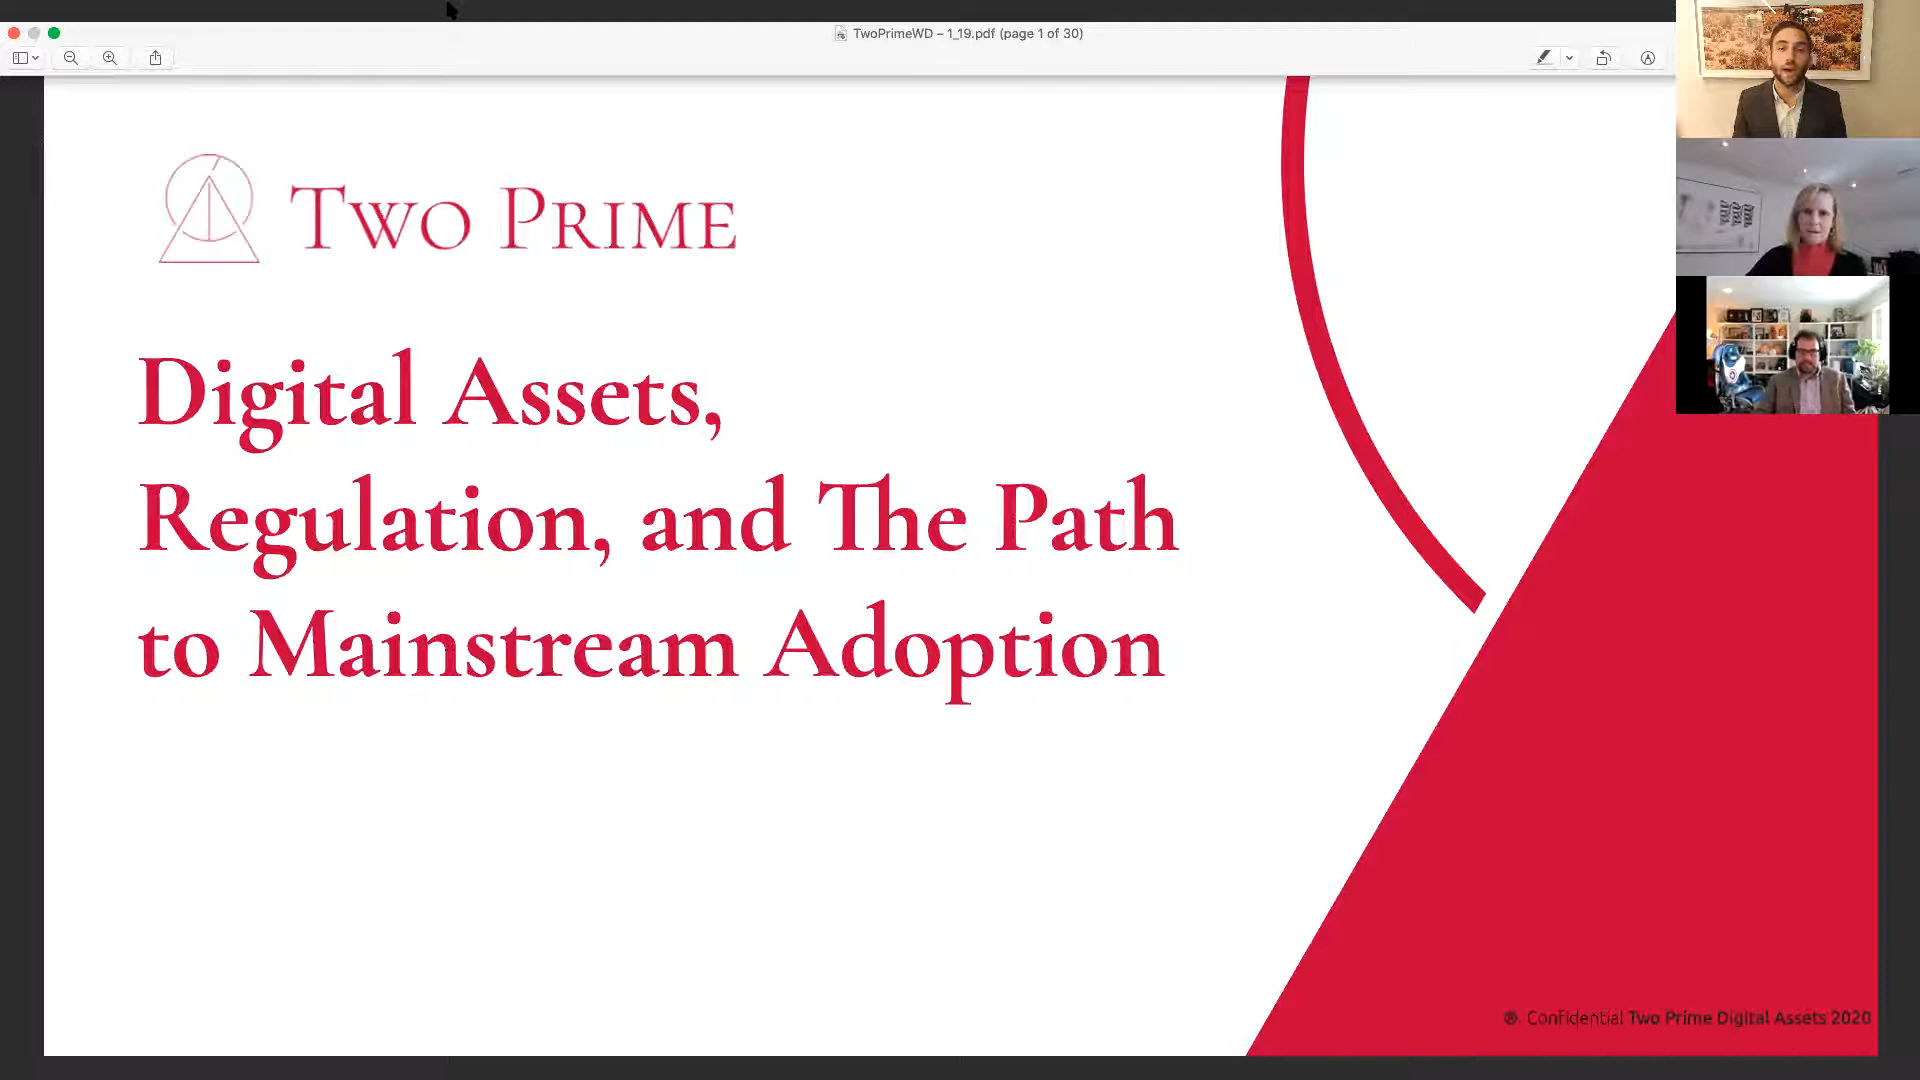 TwoPrimeWD – 1_19.pdf (page 1 of 30)
TWO PRIME
Digital Assets,
Regulation, and The Path
to Mainstream Adoption
®. Confidential Two Prime Digital Assets 2020